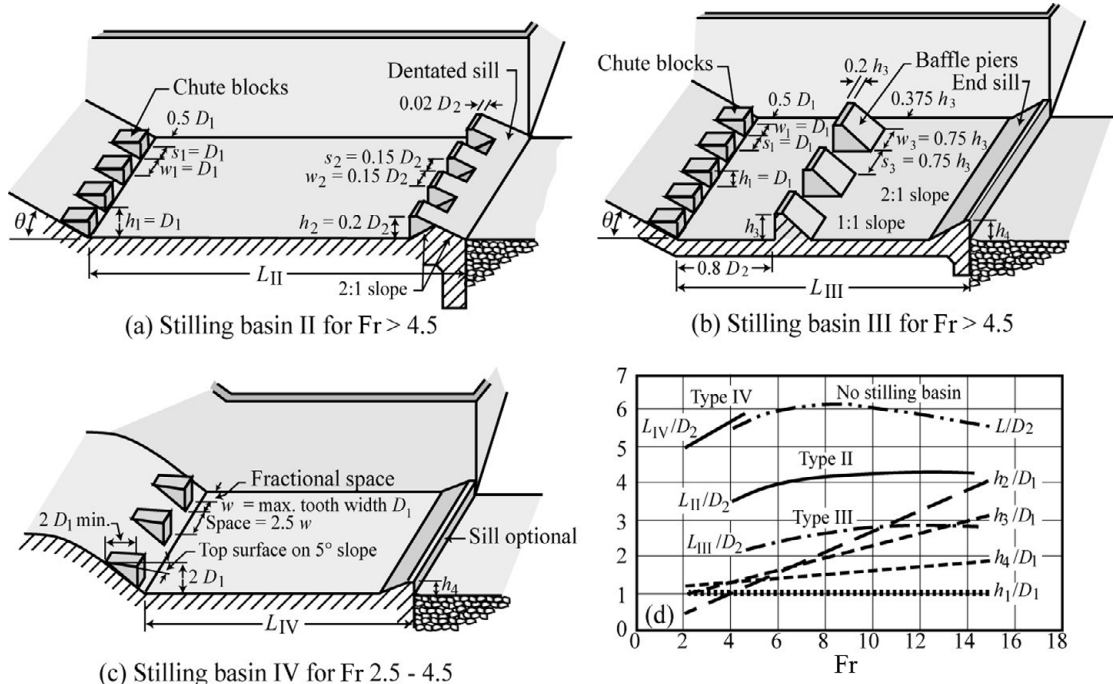 Chute blocks
Dentated sill
0.02 D₂
0.5 D₁
s₁ = D₁
w₁ = D₁
s₂ = 0.15 D₂
w₂ = 0.15 D₂
θ
h₁ = D₁
h₂ = 0.2 D₂
L_II
2:1 slope
(a) Stilling basin II for Fr > 4.5
Chute blocks
0.2 h₃
Baffle piers
End sill
0.5 D₁
0.375 h₃
w₁ = D₁
s₁ = D₁
w₃ = 0.75 h₃
s₃ = 0.75 h₃
h₁ = D₁
2:1 slope
θ
h₃
1:1 slope
h₄
0.8 D₂
L_III
(b) Stilling basin III for Fr > 4.5
Fractional space
w = max. tooth width D₁
Space = 2.5 w
2 D₁ min.
Top surface on 5° slope
Sill optional
2 D₁
h₄
L_IV
(c) Stilling basin IV for Fr 2.5 - 4.5
7
6
5
4
3
2
1
0
Type IV
No stilling basin
L_IV/D₂
L/D₂
Type II
L_II/D₂
h₂/D₁
Type III
h₃/D₁
L_III/D₂
h₄/D₁
h₁/D₁
(d)
0 2 4 6 8 10 12 14 16 18
Fr